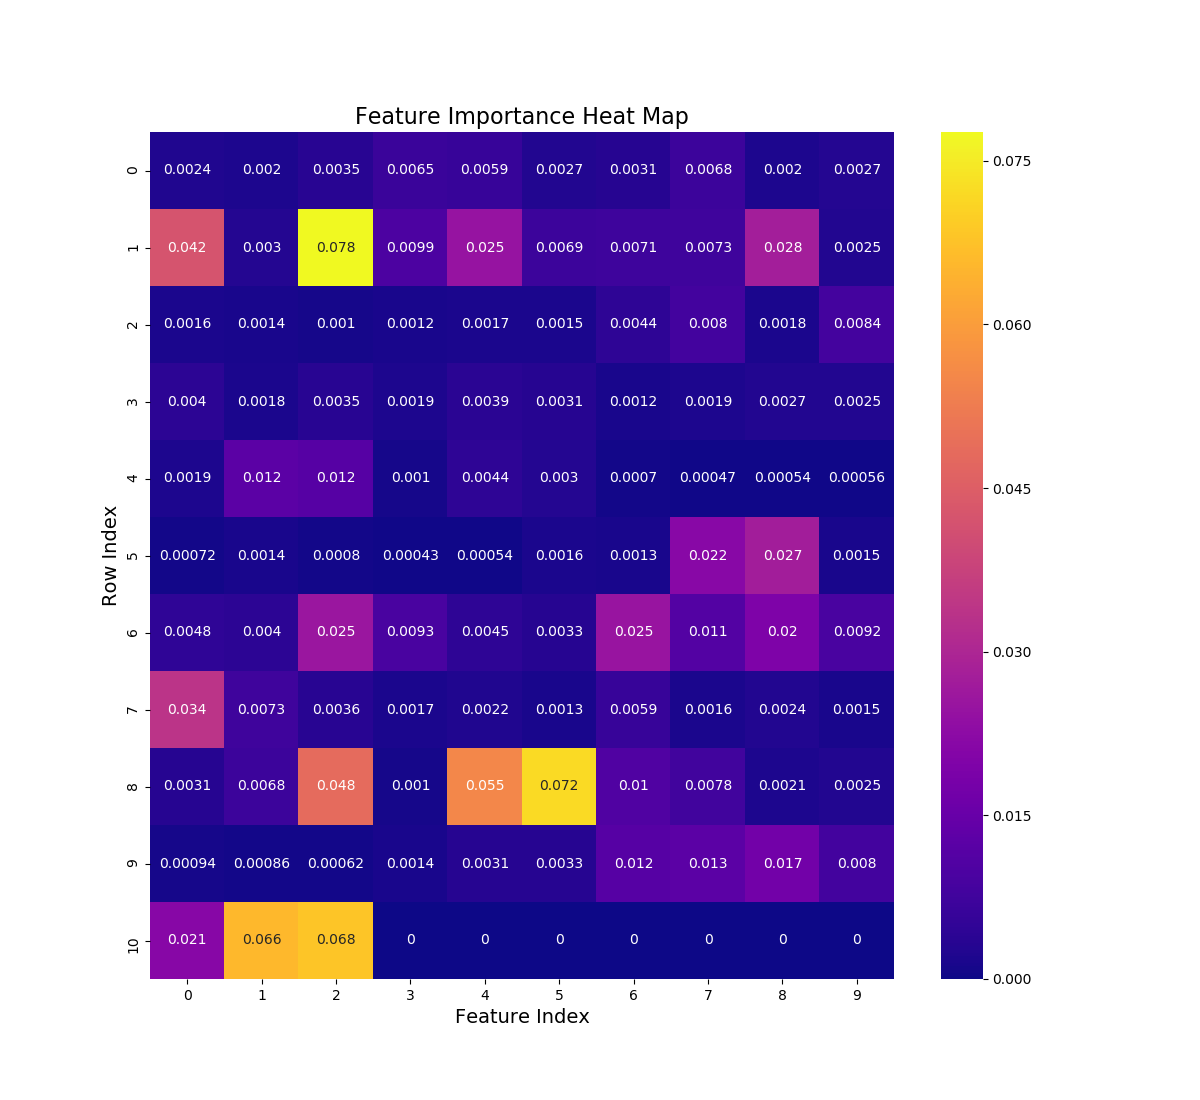 Feature Importance Heat Map
0 0.0024 0.002 0.0035 0.0065 0.0059 0.0027 0.0031 0.0068 0.002 0.0027
1 0.042 0.003 0.078 0.0099 0.025 0.0069 0.0071 0.0073 0.028 0.0025
2 0.0016 0.0014 0.001 0.0012 0.0017 0.0015 0.0044 0.008 0.0018 0.0084
3 0.004 0.0018 0.0035 0.0019 0.0039 0.0031 0.0012 0.0019 0.0027 0.0025
4 0.0019 0.012 0.012 0.001 0.0044 0.003 0.0007 0.00047 0.00054 0.00056
5 0.00072 0.0014 0.0008 0.00043 0.00054 0.0016 0.0013 0.022 0.027 0.0015
6 0.0048 0.004 0.025 0.0093 0.0045 0.0033 0.025 0.011 0.02 0.0092
7 0.034 0.0073 0.0036 0.0017 0.0022 0.0013 0.0059 0.0016 0.0024 0.0015
8 0.0031 0.0068 0.048 0.001 0.055 0.072 0.01 0.0078 0.0021 0.0025
9 0.00094 0.00086 0.00062 0.0014 0.0031 0.0033 0.012 0.013 0.017 0.008
10 0.021 0.066 0.068 0 0 0 0 0 0 0
0 1 2 3 4 5 6 7 8 9
Feature Index
Row Index
0.075
0.060
0.045
0.030
0.015
0.000